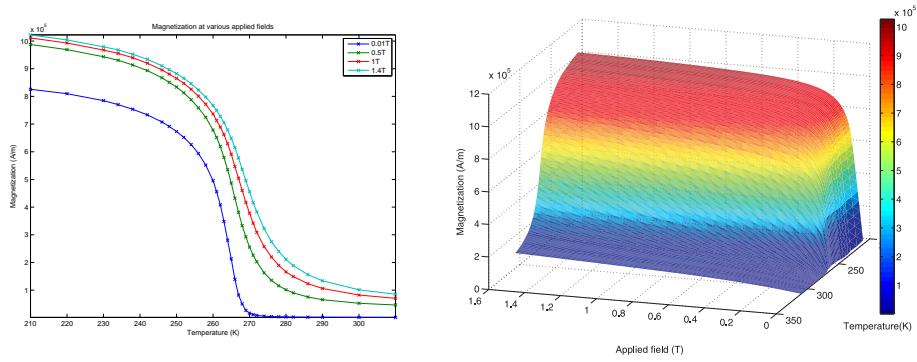 Magnetization at various applied fields
x 10^5
10
9
8
7
6
5
4
3
2
1
Magnetization (A/m)
0.01T
0.5T
1T
1.4T
210 220 230 240 250 260 270 280 290 300 310
Temperature (K)
x 10^5
12
10
8
6
4
2
0
Magnetization (A/m)
1,6 1.4 1.2 1 0.8 0.6 0.4 0.2 0
Applied field (T)
350 300 250
Temperature(K)
x 10^5
10
9
8
7
6
5
4
3
2
1